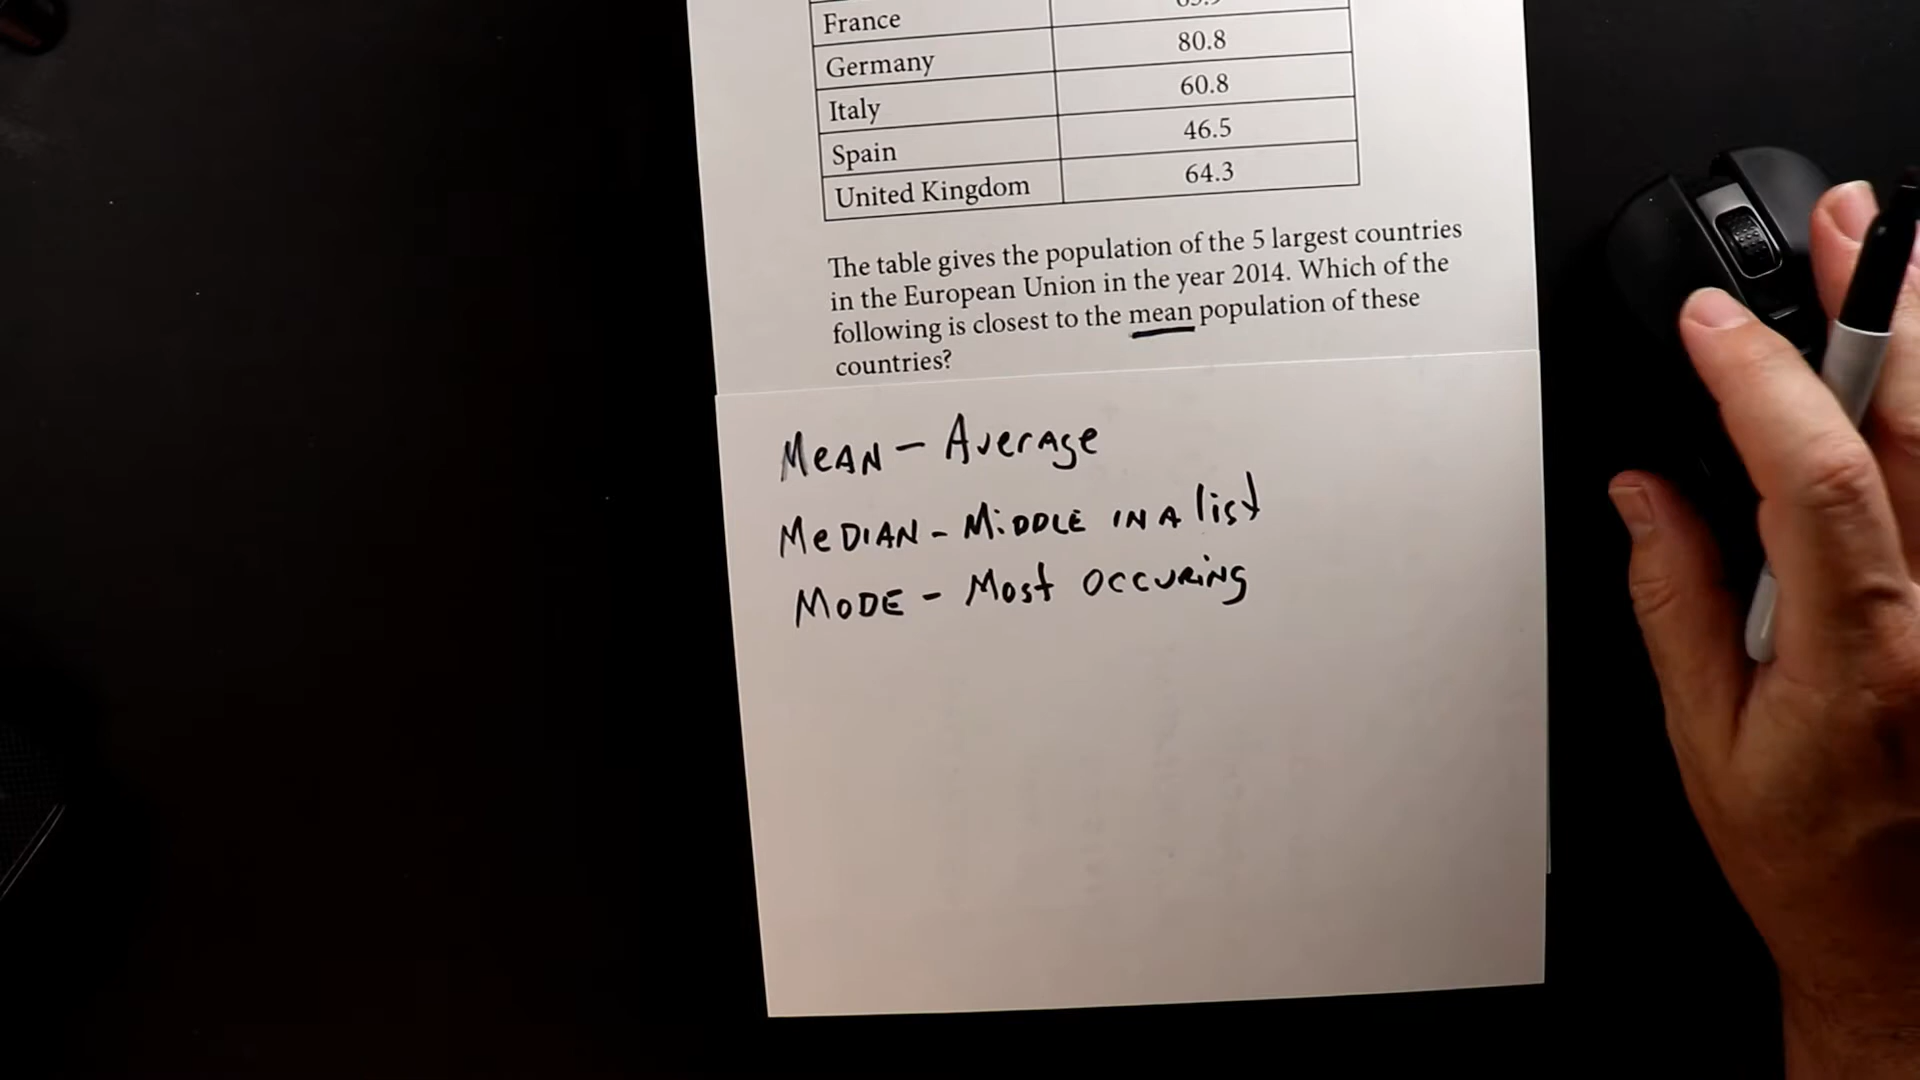 France
Germany 80.8
Italy 60.8
Spain 46.5
United Kingdom 64.3
The table gives the population of the 5 largest countries
in the European Union in the year 2014. Which of the
following is closest to the mean population of these
countries?
MeAN - Average
MeDIAN - MiDDLE IN A list
MODE - Most OCCURING